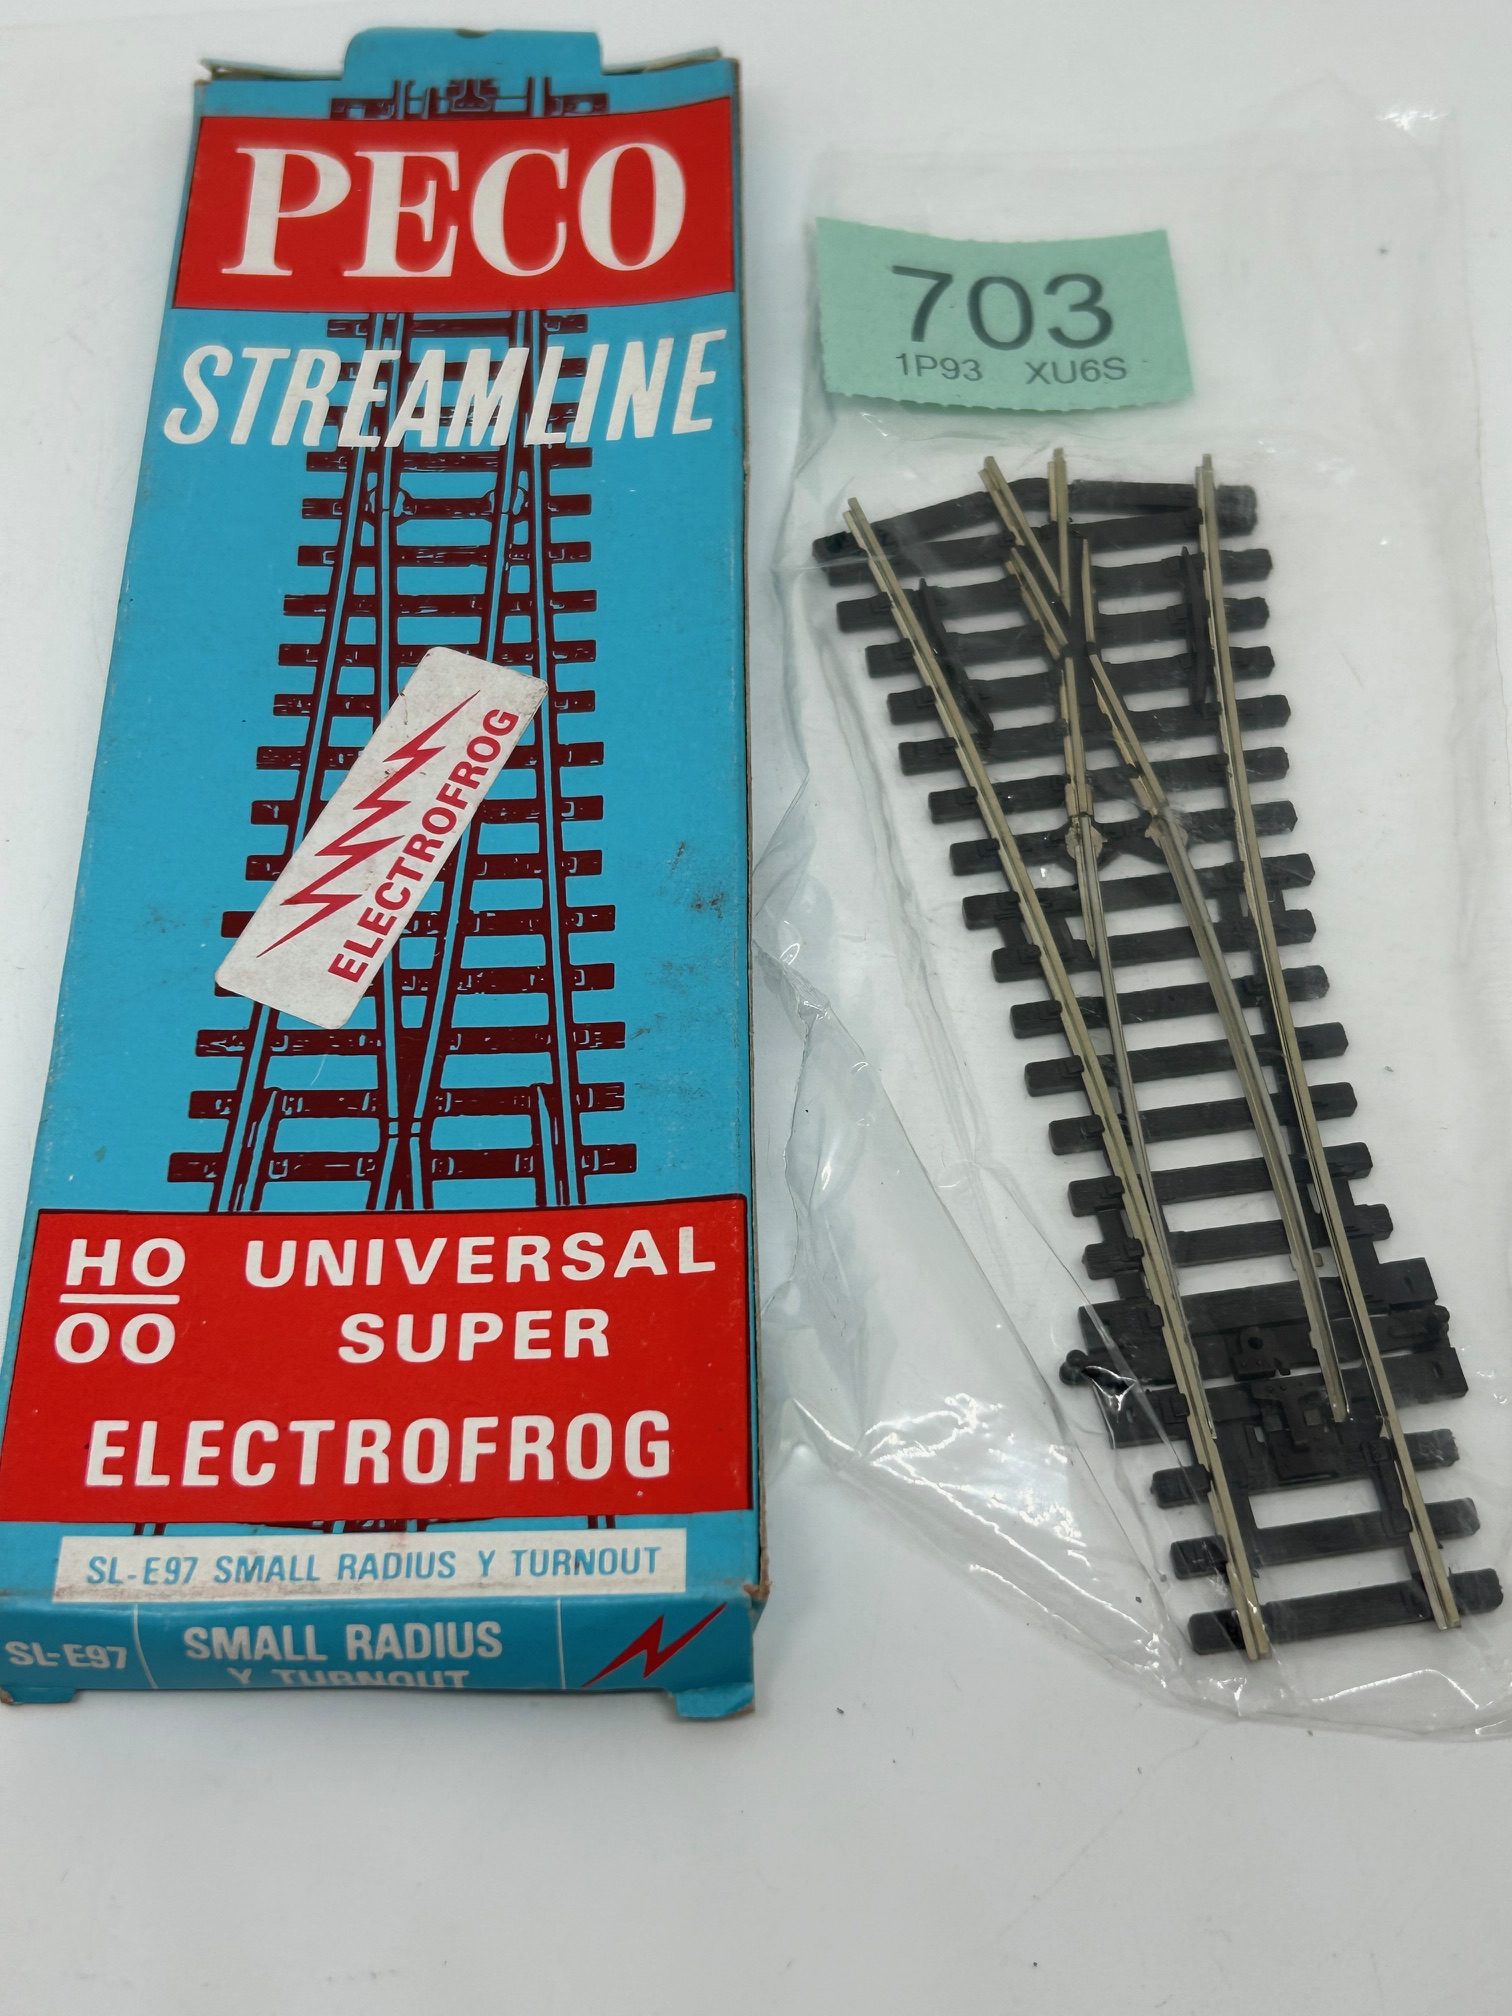 PECO
STREAMLINE
ELECTROFROG
HO UNIVERSAL
OO SUPER
ELECTROFROG
SL-E97 SMALL RADIUS Y TURNOUT
SL-E97 SMALL RADIUS
Y TURNOUT
703
1P93 XU6S